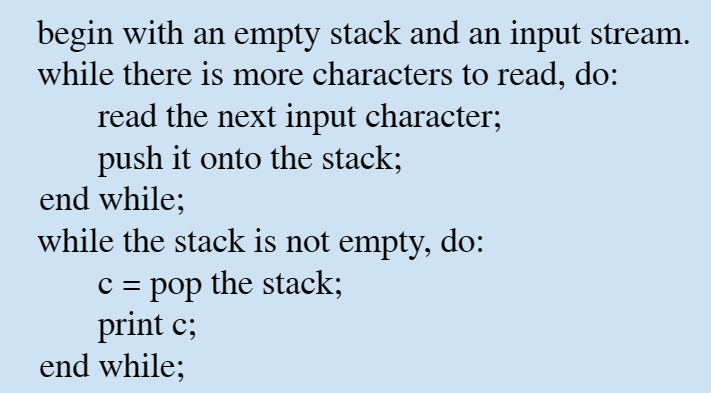 begin with an empty stack and an input stream.
while there is more characters to read, do:
read the next input character;
push it onto the stack;
end while;
while the stack is not empty, do:
c = pop the stack;
print c;
end while;